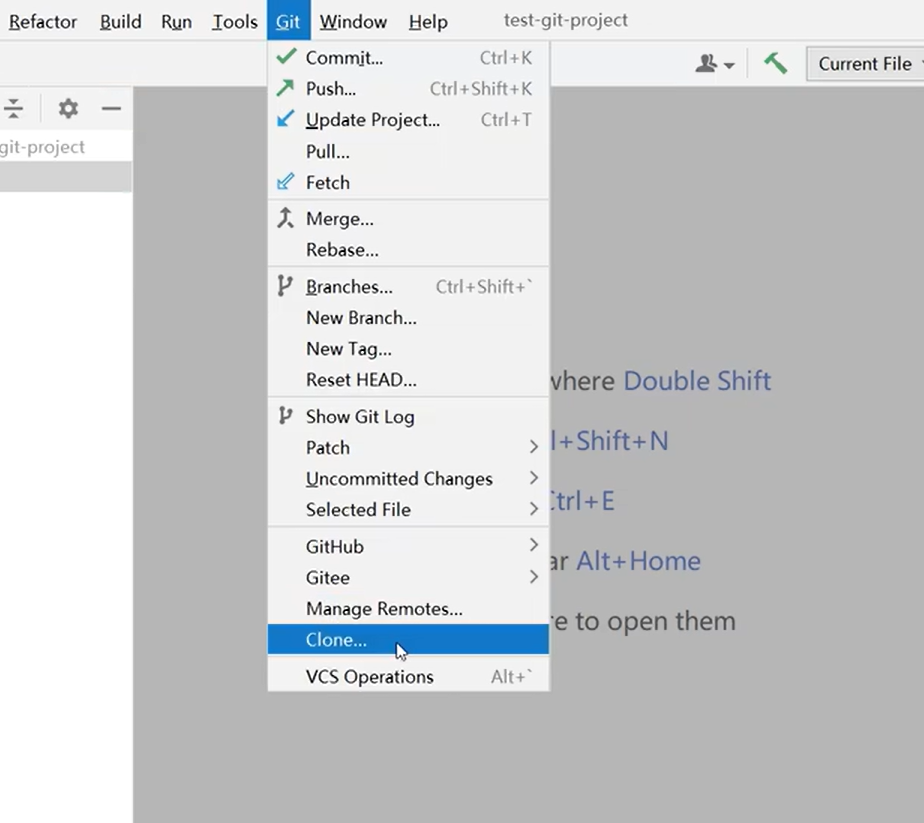 Refactor Build Run Tools Git Window Help test-git-project
Commit... Ctrl+K
Current File
Push... Ctrl+Shift+K
Update Project... Ctrl+T
git-project
Pull...
Fetch
Merge...
Rebase...
Branches... Ctrl+Shift+`
New Branch...
New Tag...
Reset HEAD...
where Double Shift
Show Git Log
l+Shift+N
Patch
Uncommitted Changes
Ctrl+E
Selected File
GitHub
ar Alt+Home
Gitee
Manage Remotes...
re to open them
Clone...
VCS Operations Alt+`